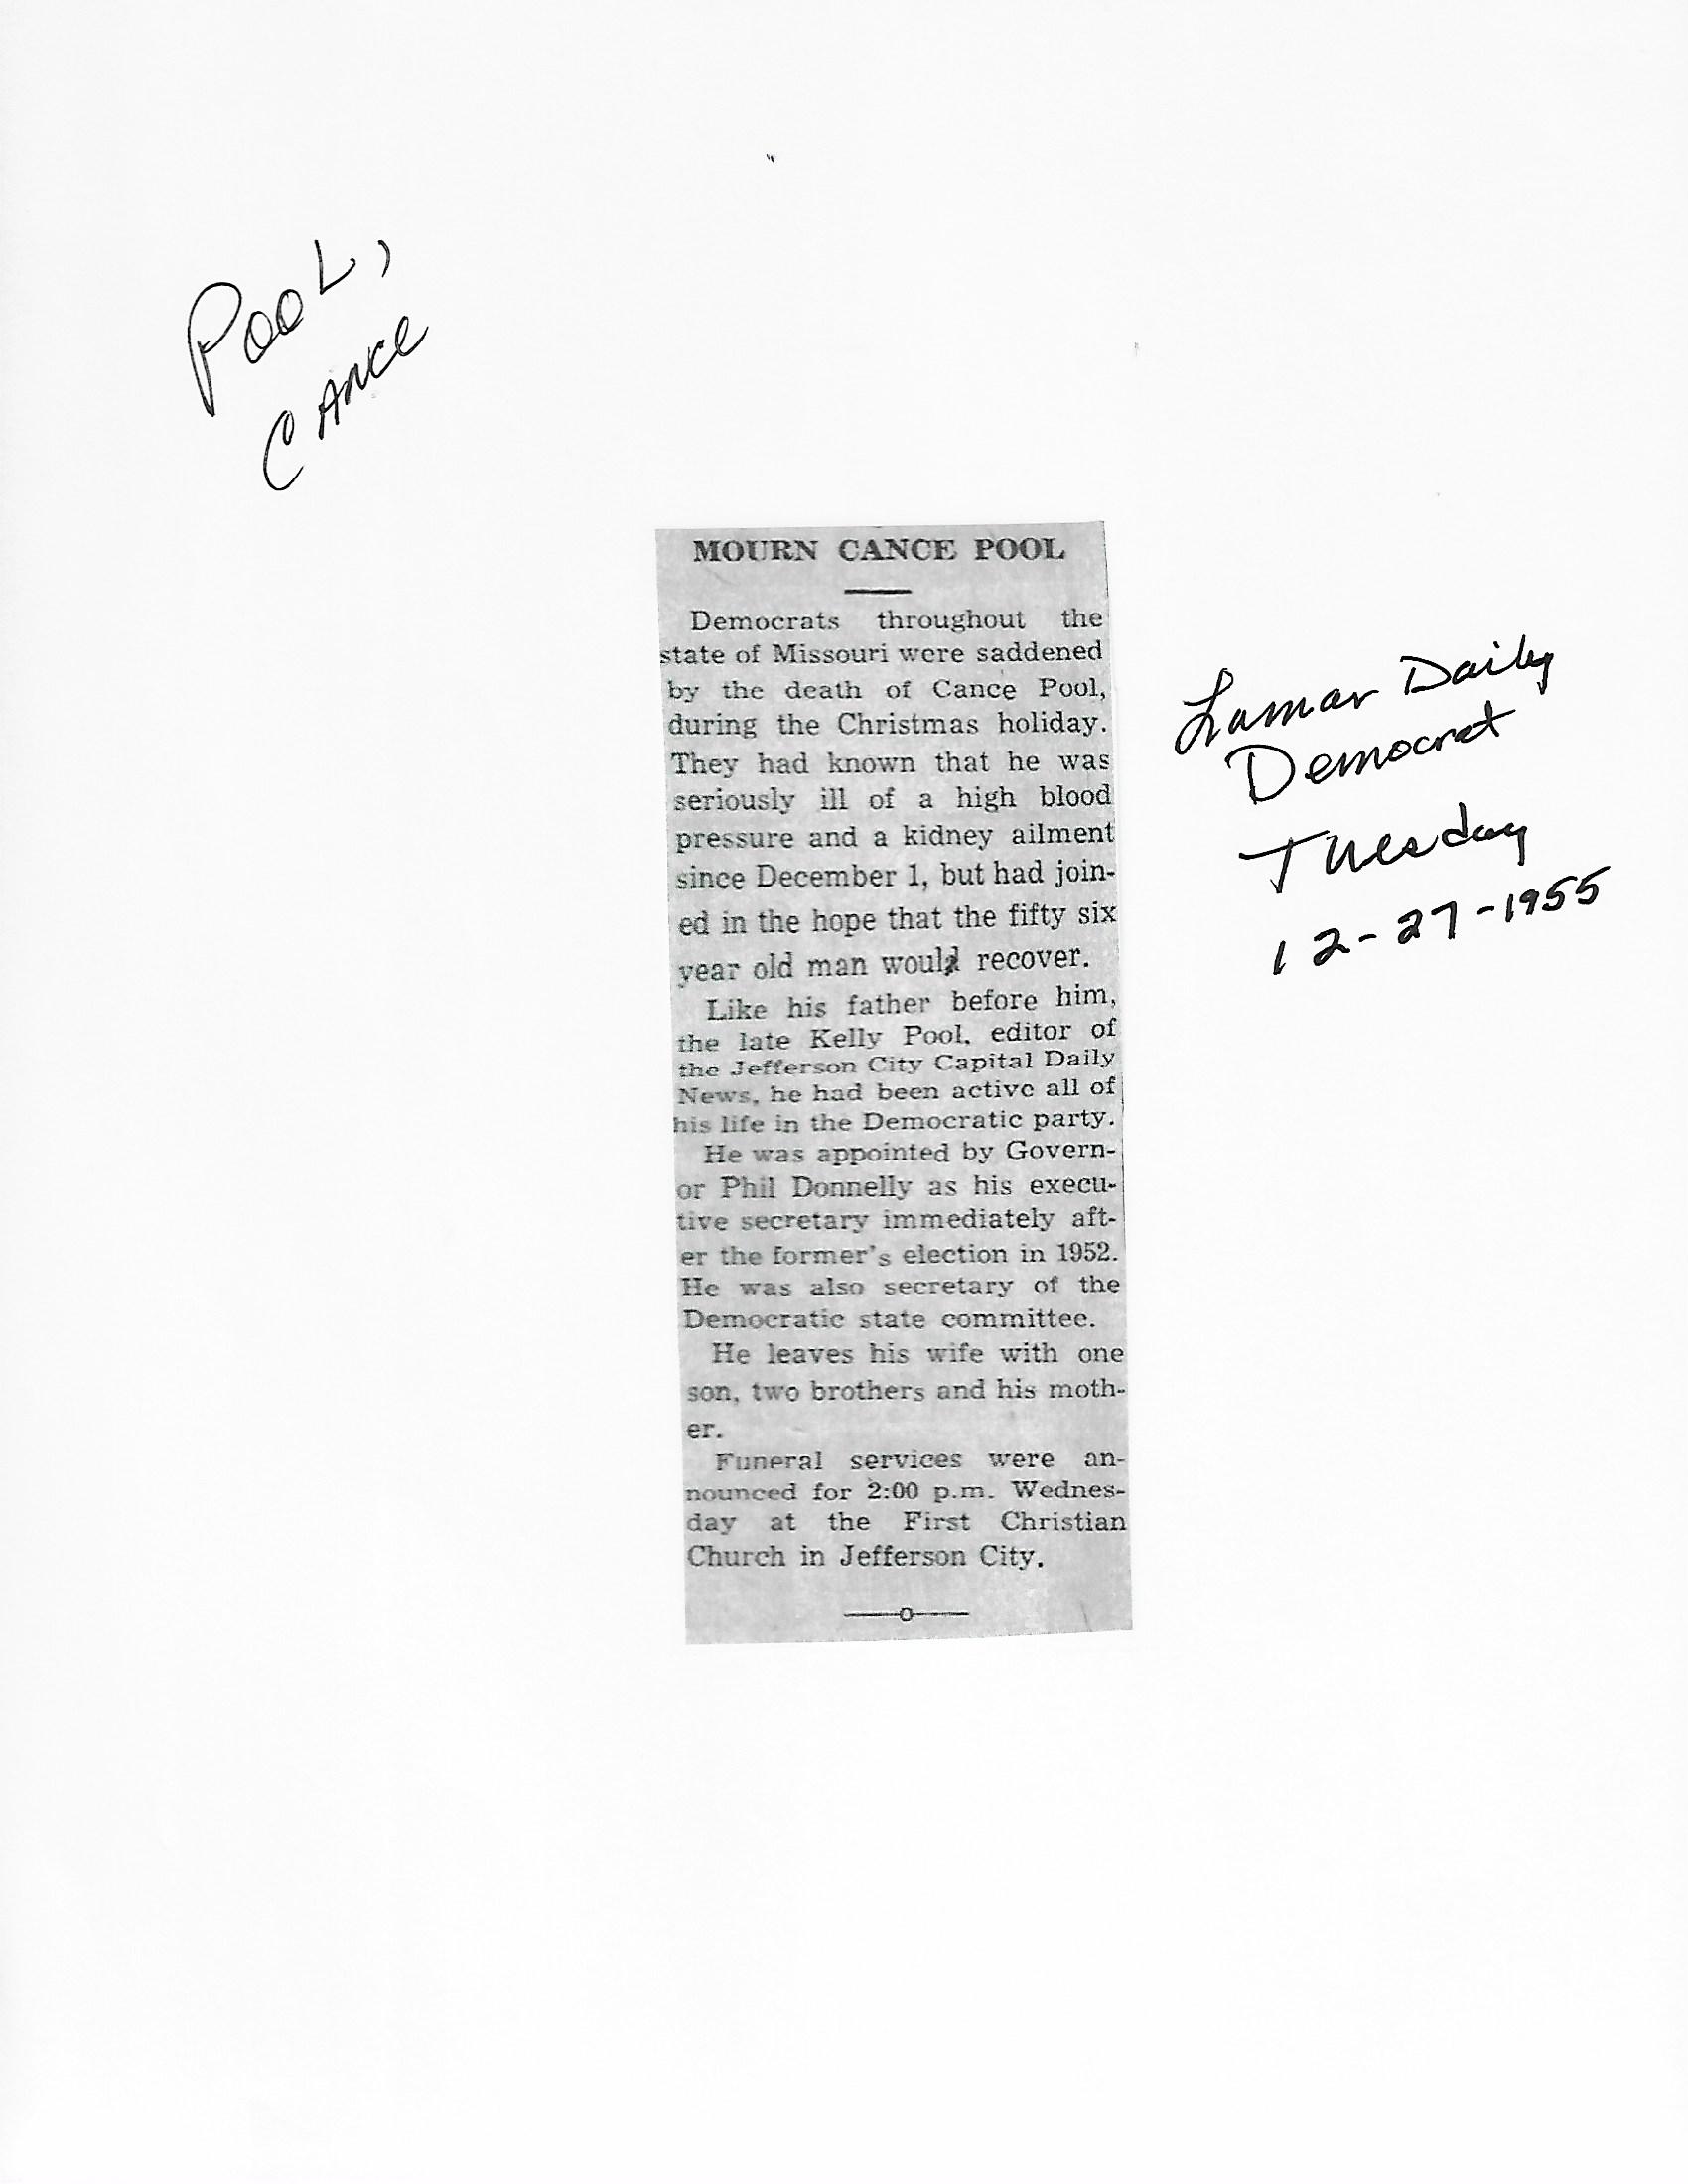 POOL,
CANCE
MOURN CANCE POOL
Democrats throughout the
state of Missouri were saddened
by the death of Cance Pool,
during the Christmas holiday.
They had known that he was
seriously ill of a high blood
pressure and a kidney ailment
since December 1, but had join-
ed in the hope that the fifty six
year old man would recover.
Like his father before him,
the late Kelly Pool, editor of
the Jefferson City Capital Daily
News, he had been active all of
his life in the Democratic party.
He was appointed by Govern-
or Phil Donnelly as his execu-
tive secretary immediately aft-
er the former's election in 1952.
He was also secretary of the
Democratic state committee.
He leaves his wife with one
son, two brothers and his moth-
er.
Funeral services were an-
nounced for 2:00 p.m. Wednes-
day at the First Christian
Church in Jefferson City.
Lamar Daily
Democrat
Tuesday
12-27-1955